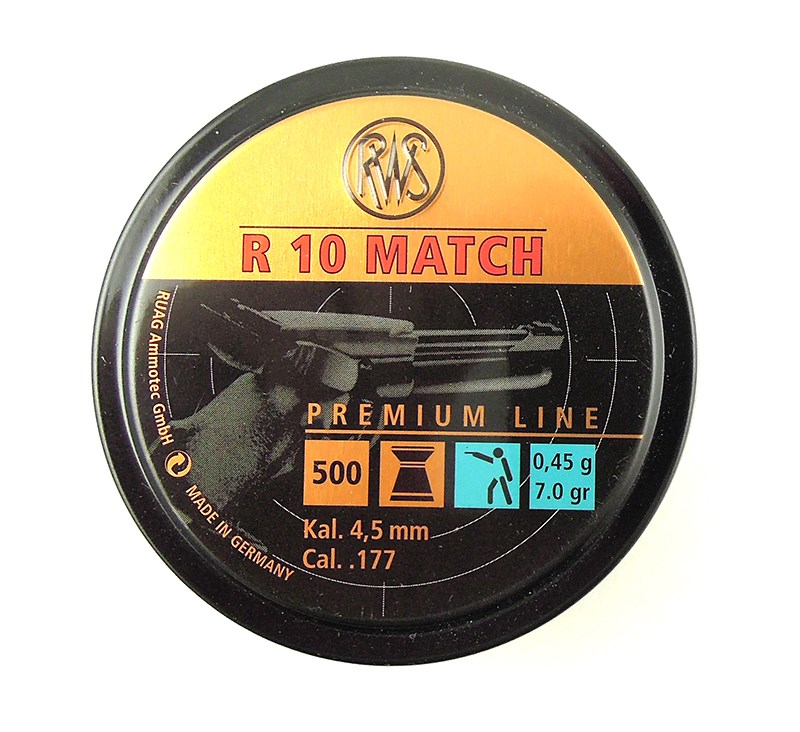 RWS
R 10 MATCH
PREMIUM LINE
500
0,45 g
7.0 gr
Kal. 4,5 mm
Cal. .177
RUAG Ammotec GmbH
MADE IN GERMANY